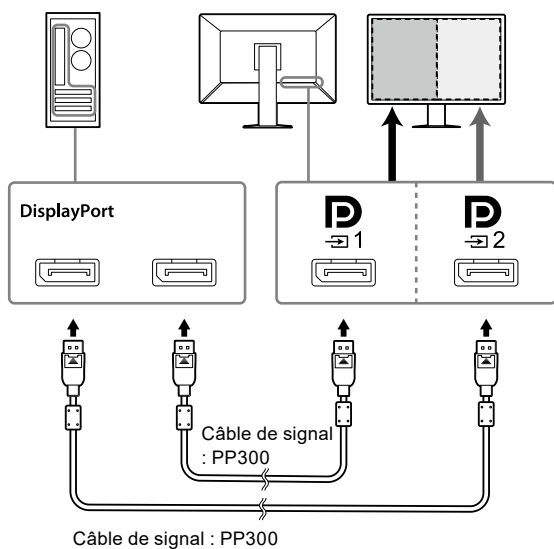 DisplayPort
1
2
Câble de signal
: PP300
Câble de signal : PP300